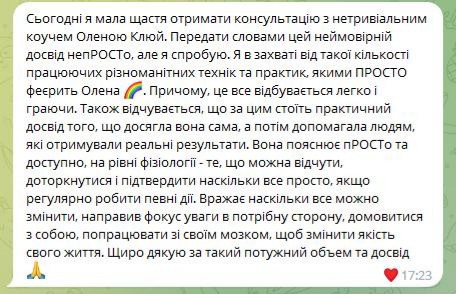 Сьогодні я мала щастя отримати консультацію з нетривіальним
коучем Оленою Клюй. Передати словами цей неймовірній
досвід непРОСТо, але я спробую. Я в захваті від такої кількості
працюючих різноманітних технік та практик, якими ПРОСТО
феєрить Олена 🌈. Причому, це все відбувається легко і
граючи. Також відчувається, що за цим стоїть практичний
досвід того, що досягла вона сама, а потім допомагала людям,
які отримували реальні результати. Вона пояснює пРОСТо та
доступно, на рівні фізіології - те, що можна відчути,
доторкнутися і підтвердити наскільки все просто, якщо
регулярно робити певні дії. Вражає наскільки все можно
змінити, направив фокус уваги в потрібну сторону, домовитися
з собою, попрацювати зі своїм мозком, щоб змінити якість
свого життя. Щиро дякую за такий потужний объем та досвід
🙏 ❤️ 17:23